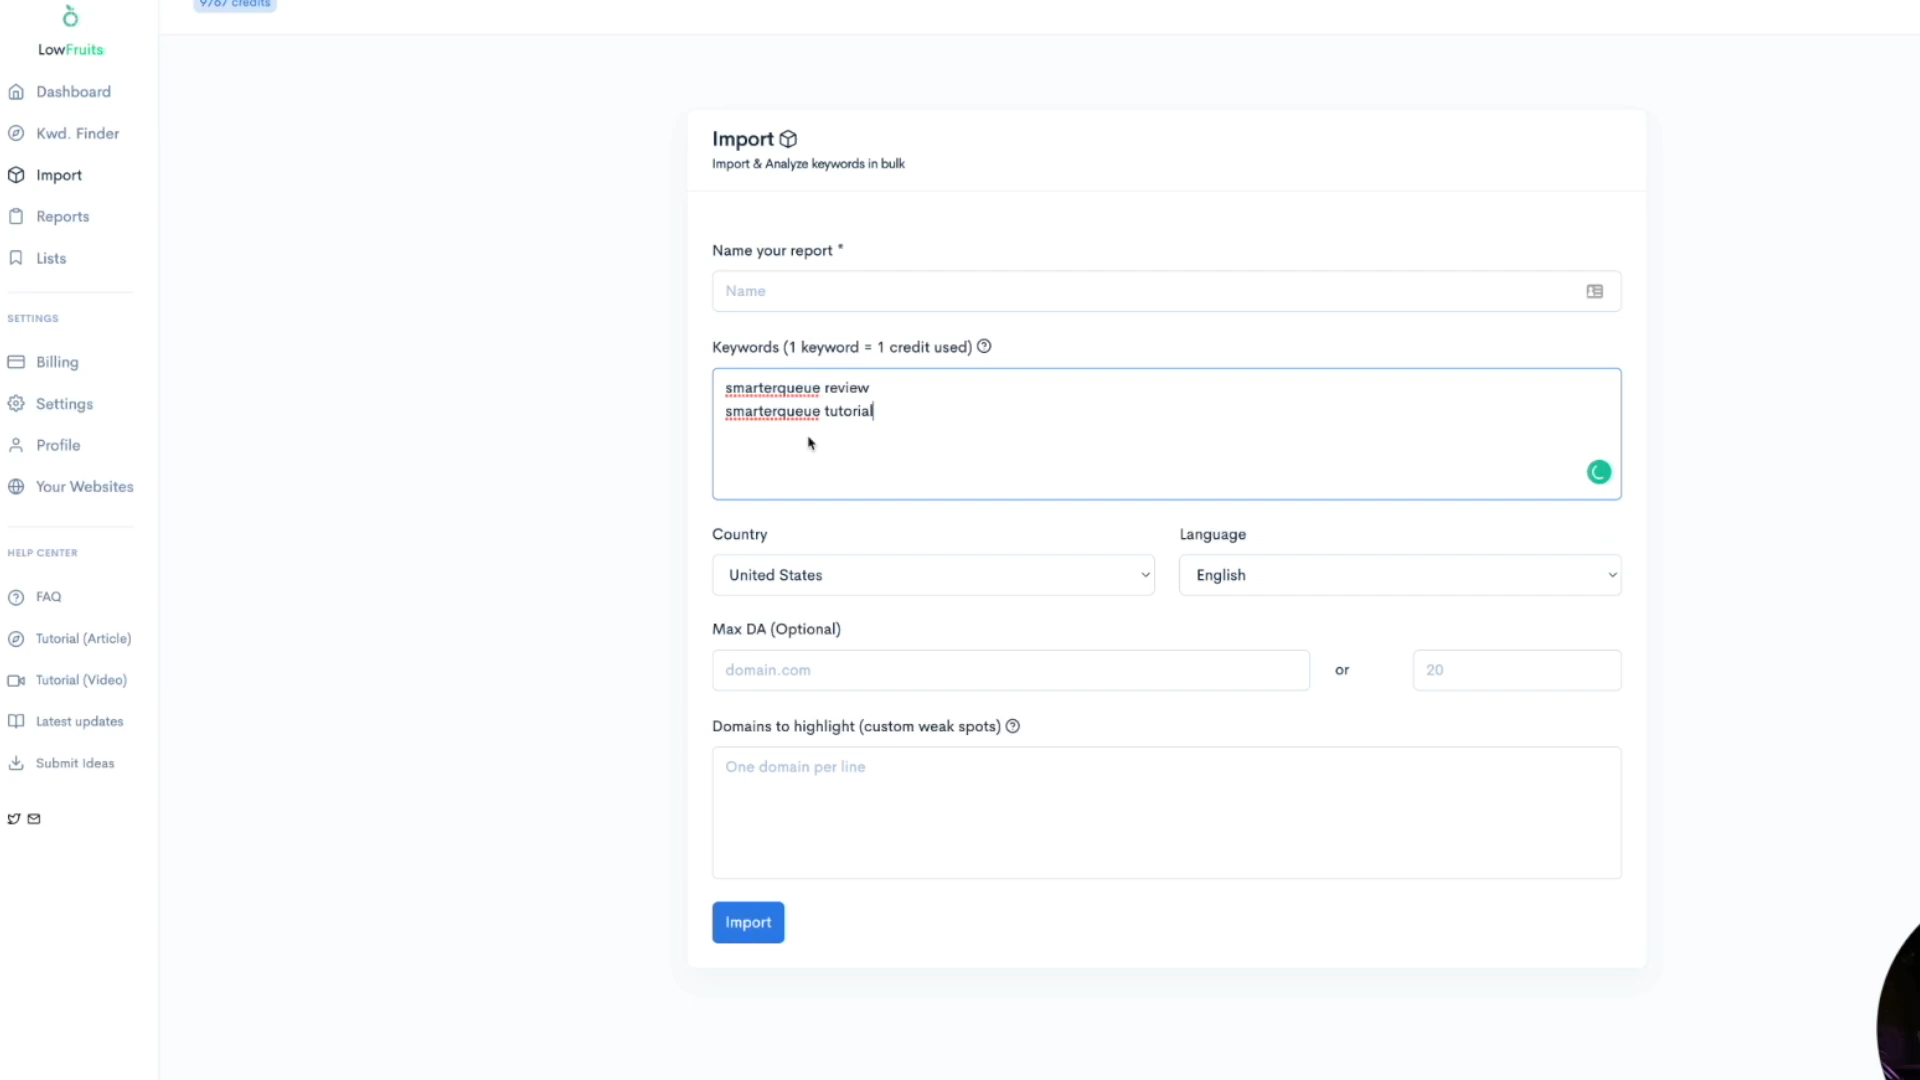 9767 credits
LowFruits
Dashboard
Kwd. Finder
Import
Reports
Lists
SETTINGS
Billing
Settings
Profile
Your Websites
HELP CENTER
FAQ
Tutorial (Article)
Tutorial (Video)
Latest updates
Submit Ideas
Import
Import & Analyze keywords in bulk
Name your report *
Name
Keywords (1 keyword = 1 credit used)
smarterqueue review
smarterqueue tutorial
Country
Language
United States
English
Max DA (Optional)
domain.com
or
20
Domains to highlight (custom weak spots)
One domain per line
Import